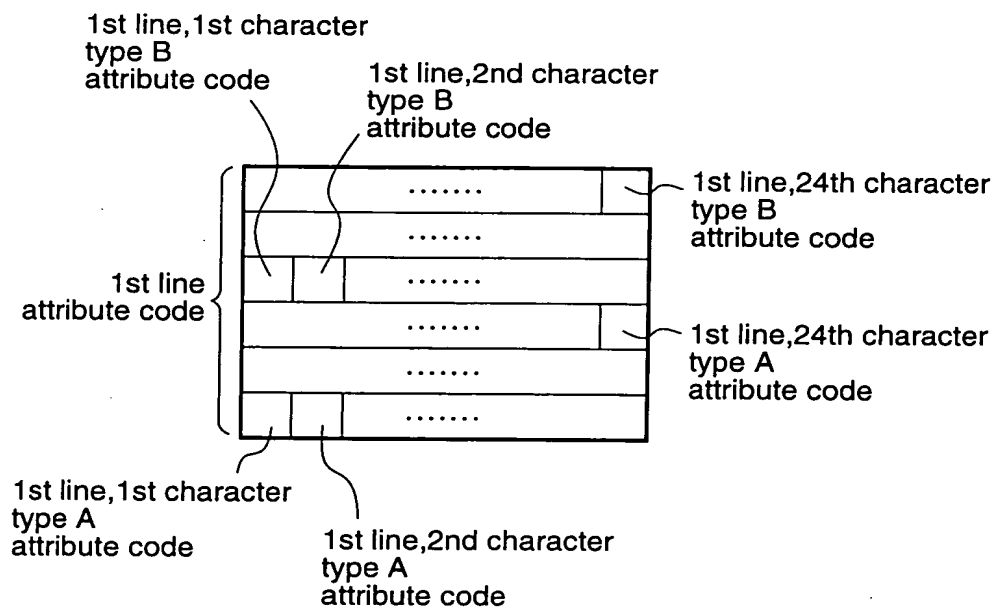 1st line,1st character
type B
attribute code
1st line,2nd character
type B
attribute code
1st line,24th character
type B
attribute code
1st line
attribute code
1st line,24th character
type A
attribute code
1st line,1st character
type A
attribute code
1st line,2nd character
type A
attribute code